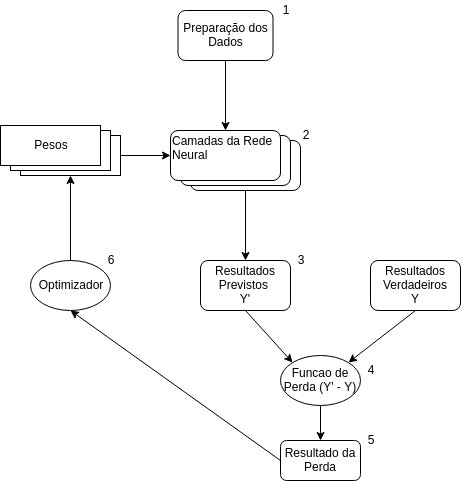 1
Preparação dos
Dados
2
Pesos
Camadas da Rede
Neural
3
Resultados
Previstos
Y'
Resultados
Verdadeiros
Y
6
Optimizador
4
Funcao de
Perda (Y' - Y)
5
Resultado da
Perda